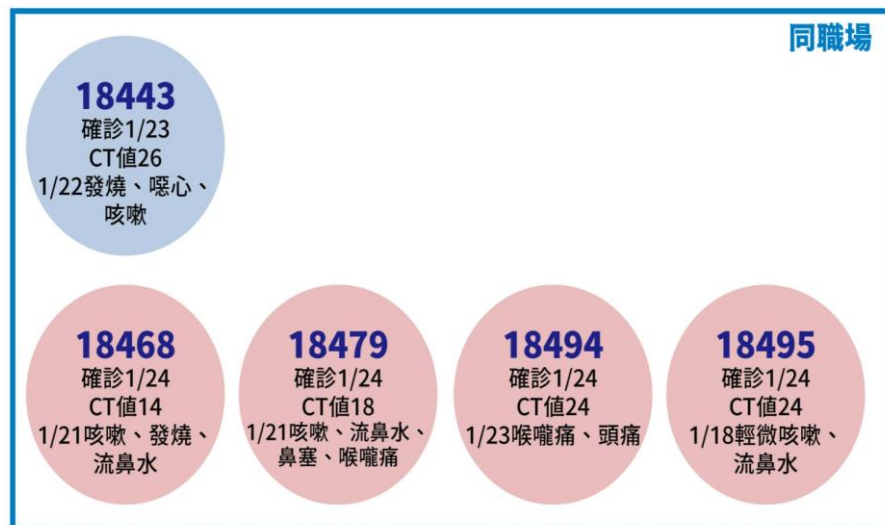 同職場
18443
確診1/23
CT值26
1/22發燒、噁心、
咳嗽
18468
確診1/24
CT值14
1/21咳嗽、發燒、
流鼻水
18479
確診1/24
CT值18
1/21咳嗽、流鼻水、
鼻塞、喉嚨痛
18494
確診1/24
CT值24
1/23喉嚨痛、頭痛
18495
確診1/24
CT值24
1/18輕微咳嗽、
流鼻水